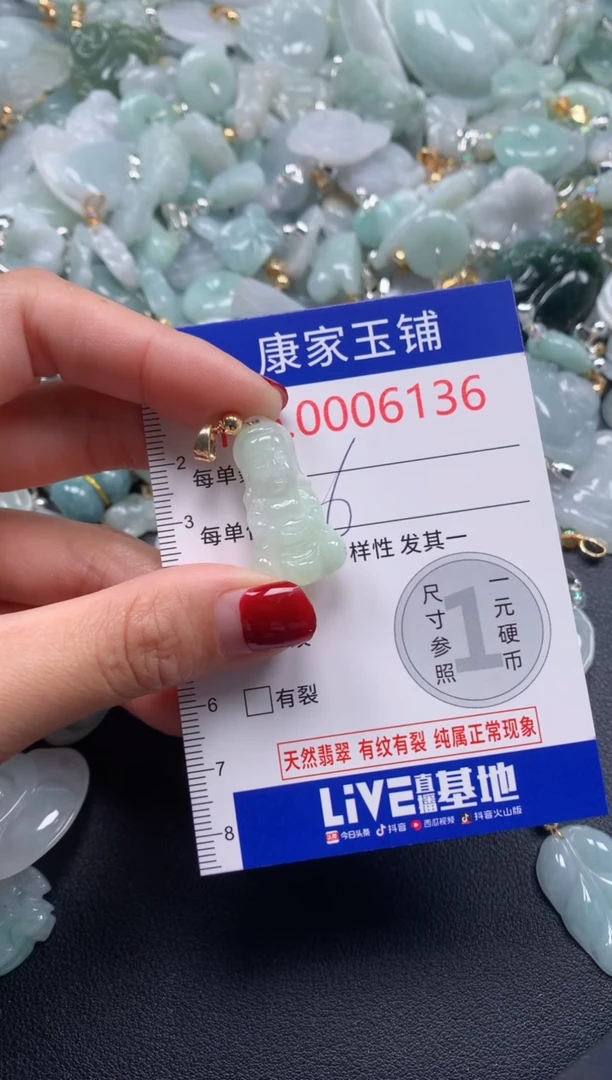 康家玉铺
.0006136
2
每单
3
每单
样性 发其一
尺寸参照
1
一元硬币
6
有裂
天然翡翠 有纹有裂 纯属正常现象
7
LiVE直播基地
8
今日头条 抖音 西瓜视频 抖音火山版